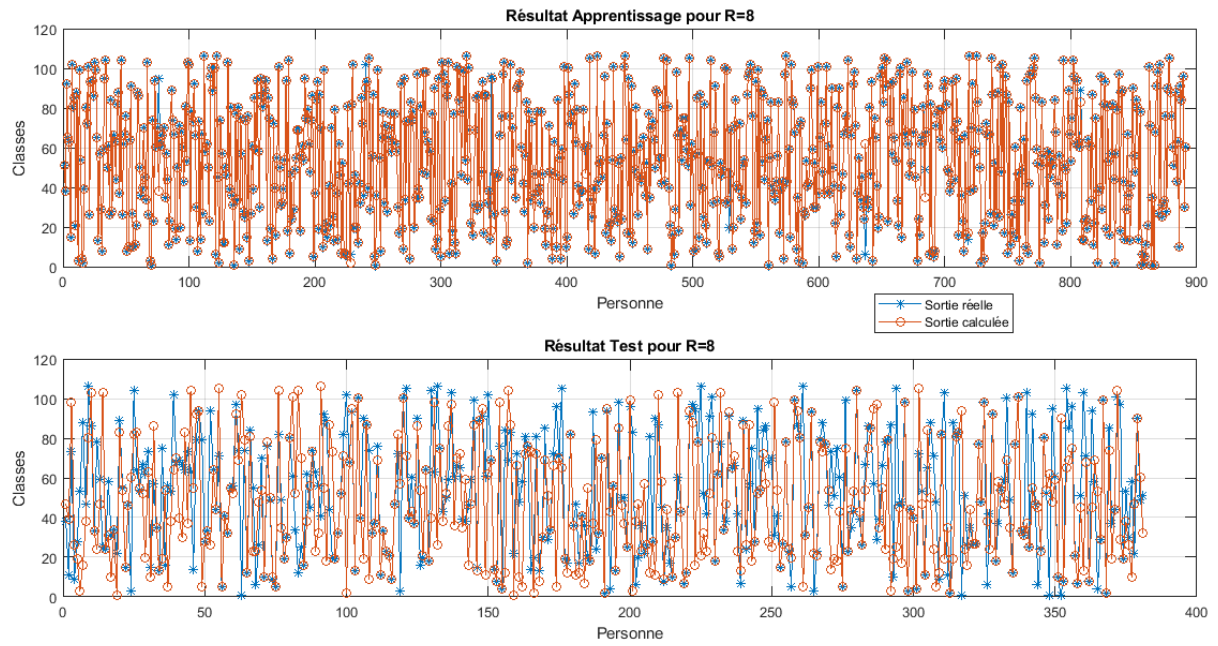 Résultat Apprentissage pour R=8
120
100
80
60
40
20
0
Classes
0 100 200 300 400 500 600 700 800 900
Personne
Sortie réelle
Sortie calculée
Résultat Test pour R=8
120
100
80
60
40
20
0
Classes
0 50 100 150 200 250 300 350 400
Personne